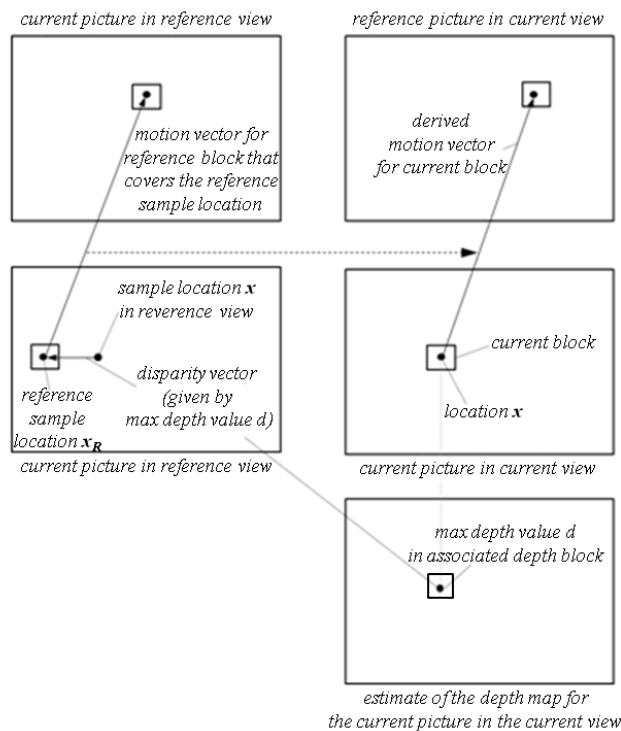 current picture in reference view
reference picture in current view
motion vector for
reference block that
covers the reference
sample location
derived
motion vector
for current block
sample location x
in reverence view
disparity vector
(given by
max depth value d)
reference
sample
location xR
current picture in reference view
current block
location x
current picture in current view
max depth value d
in associated depth block
estimate of the depth map for
the current picture in the current view